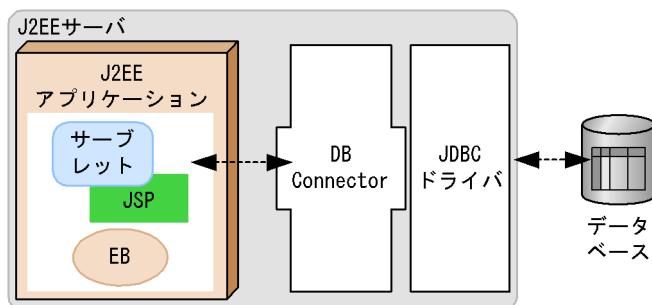 J2EEサーバ
J2EE
アプリケーション
サーブ
レット
JSP
EB
DB
Connector
JDBC
ドライバ
データ
ベース